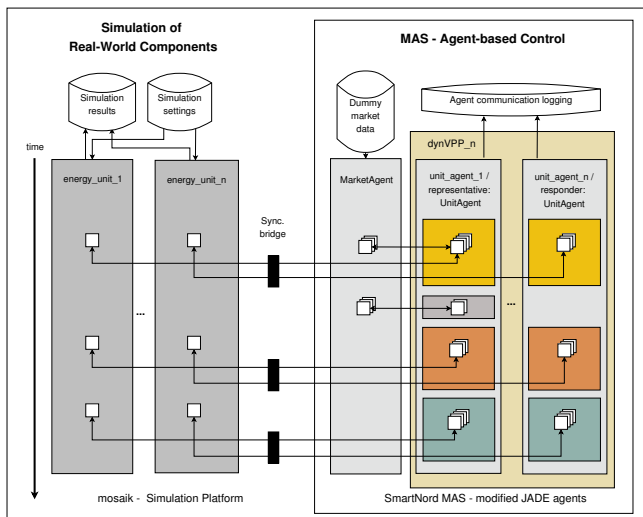 Simulation of
Real-World Components
MAS - Agent-based Control
Simulation
results
Simulation
settings
Dummy
market
data
Agent communication logging
time
dynVPP_n
energy_unit_1
energy_unit_n
MarketAgent
unit_agent_1 /
representative:
UnitAgent
unit_agent_n /
responder:
UnitAgent
Sync.
bridge
...
...
mosaik - Simulation Platform
SmartNord MAS - modified JADE agents